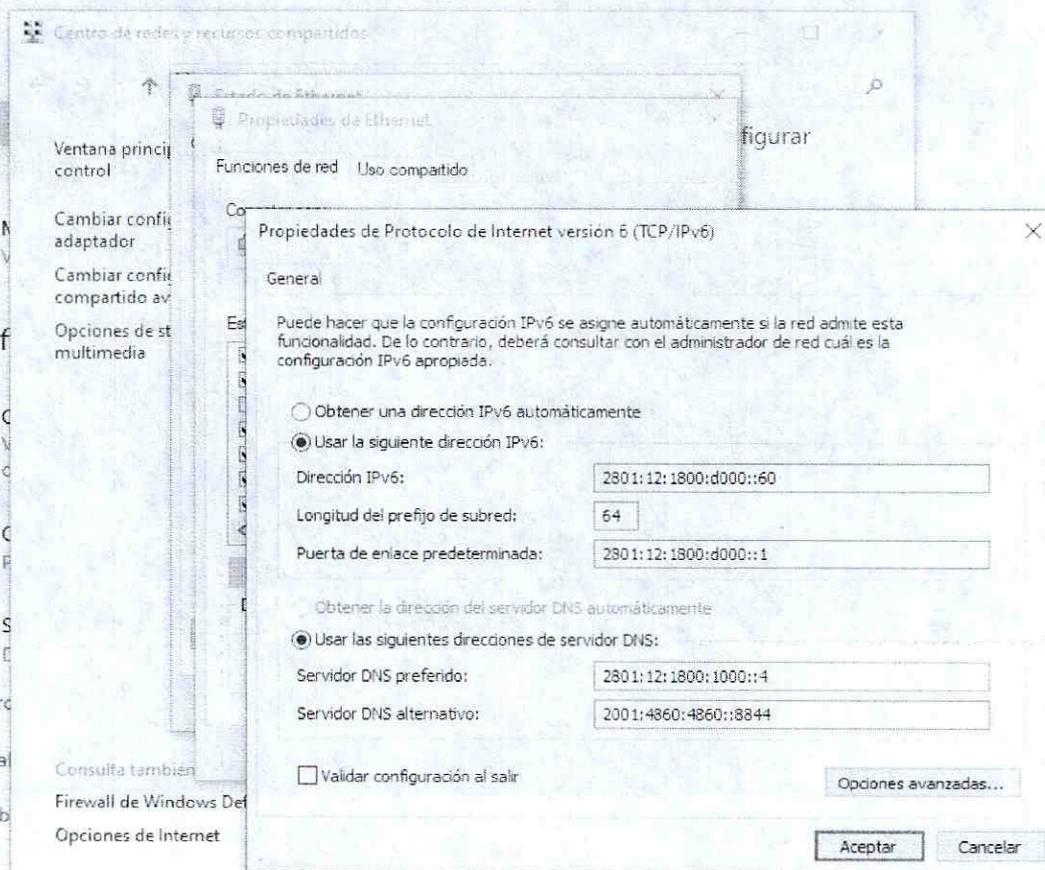 Centro de redes y recursos compartidos
Estado de Ethernet
Propiedades de Ethernet
figurar
Ventana princi
control
Funciones de red
Uso compartido
Cambiar confi
adaptador
Cambiar confi
compartido av
Opciones de st
multimedia
Propiedades de Protocolo de Internet versión 6 (TCP/IPv6)
General
Puede hacer que la configuración IPv6 se asigne automáticamente si la red admite esta
funcionalidad. De lo contrario, deberá consultar con el administrador de red cuál es la
configuración IPv6 apropiada.
Obtener una dirección IPv6 automáticamente
Usar la siguiente dirección IPv6:
Dirección IPv6: 2801:12:1800:d000::60
Longitud del prefijo de subred: 64
Puerta de enlace predeterminada: 2801:12:1800:d000::1
Obtener la dirección del servidor DNS automáticamente
Usar las siguientes direcciones de servidor DNS:
Servidor DNS preferido: 2801:12:1800:1000::4
Servidor DNS alternativo: 2001:4860:4860::8844
Validar configuración al salir
Opciones avanzadas...
Consulta también
Firewall de Windows Def
Opciones de Internet
Aceptar
Cancelar